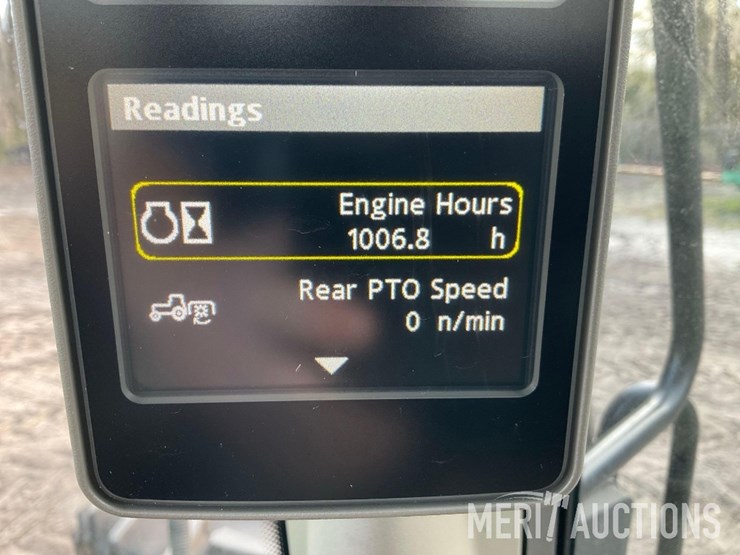 Readings
Engine Hours
1006.8 h
Rear PTO Speed
0 n/min
MERIT AUCTIONS